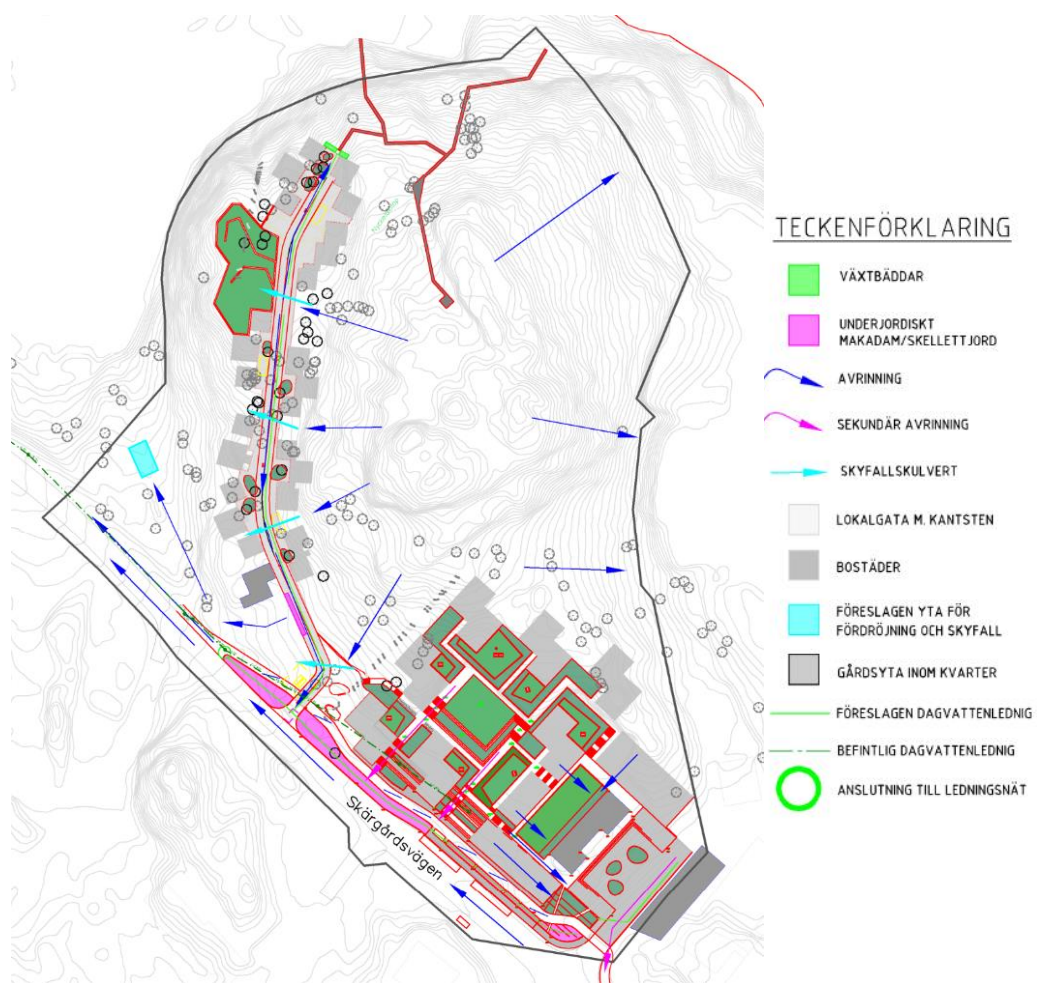 TECKENFÖRKLARING
VÄXTBÄDDAR
UNDERJORDISKT
MAKADAM/SKELLETTJORD
AVRINNING
SEKUNDÄR AVRINNING
SKYFALLSKULVERT
LOKALGATA M. KANTSTEN
BOSTÄDER
FÖRESLAGEN YTA FÖR
FÖRDRÖJNING OCH SKYFALL
GÅRDSYTA INOM KVARTER
FÖRESLAGEN DAGVATTENLEDNIG
BEFINTLIG DAGVATTENLEDNIG
ANSLUTNING TILL LEDNINGSNÄT
Skärgårdsvägen